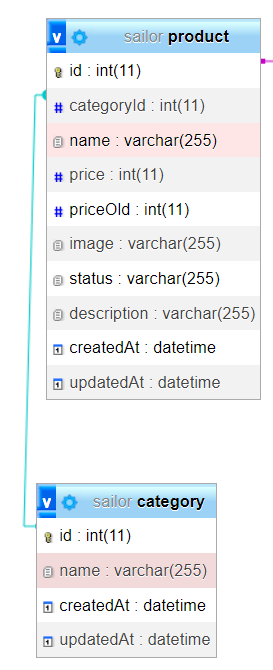 v sailor product
id : int(11)
categoryId : int(11)
name : varchar(255)
price : int(11)
priceOld : int(11)
image : varchar(255)
status : varchar(255)
description : varchar(255)
createdAt : datetime
updatedAt : datetime
v sailor category
id : int(11)
name : varchar(255)
createdAt : datetime
updatedAt : datetime